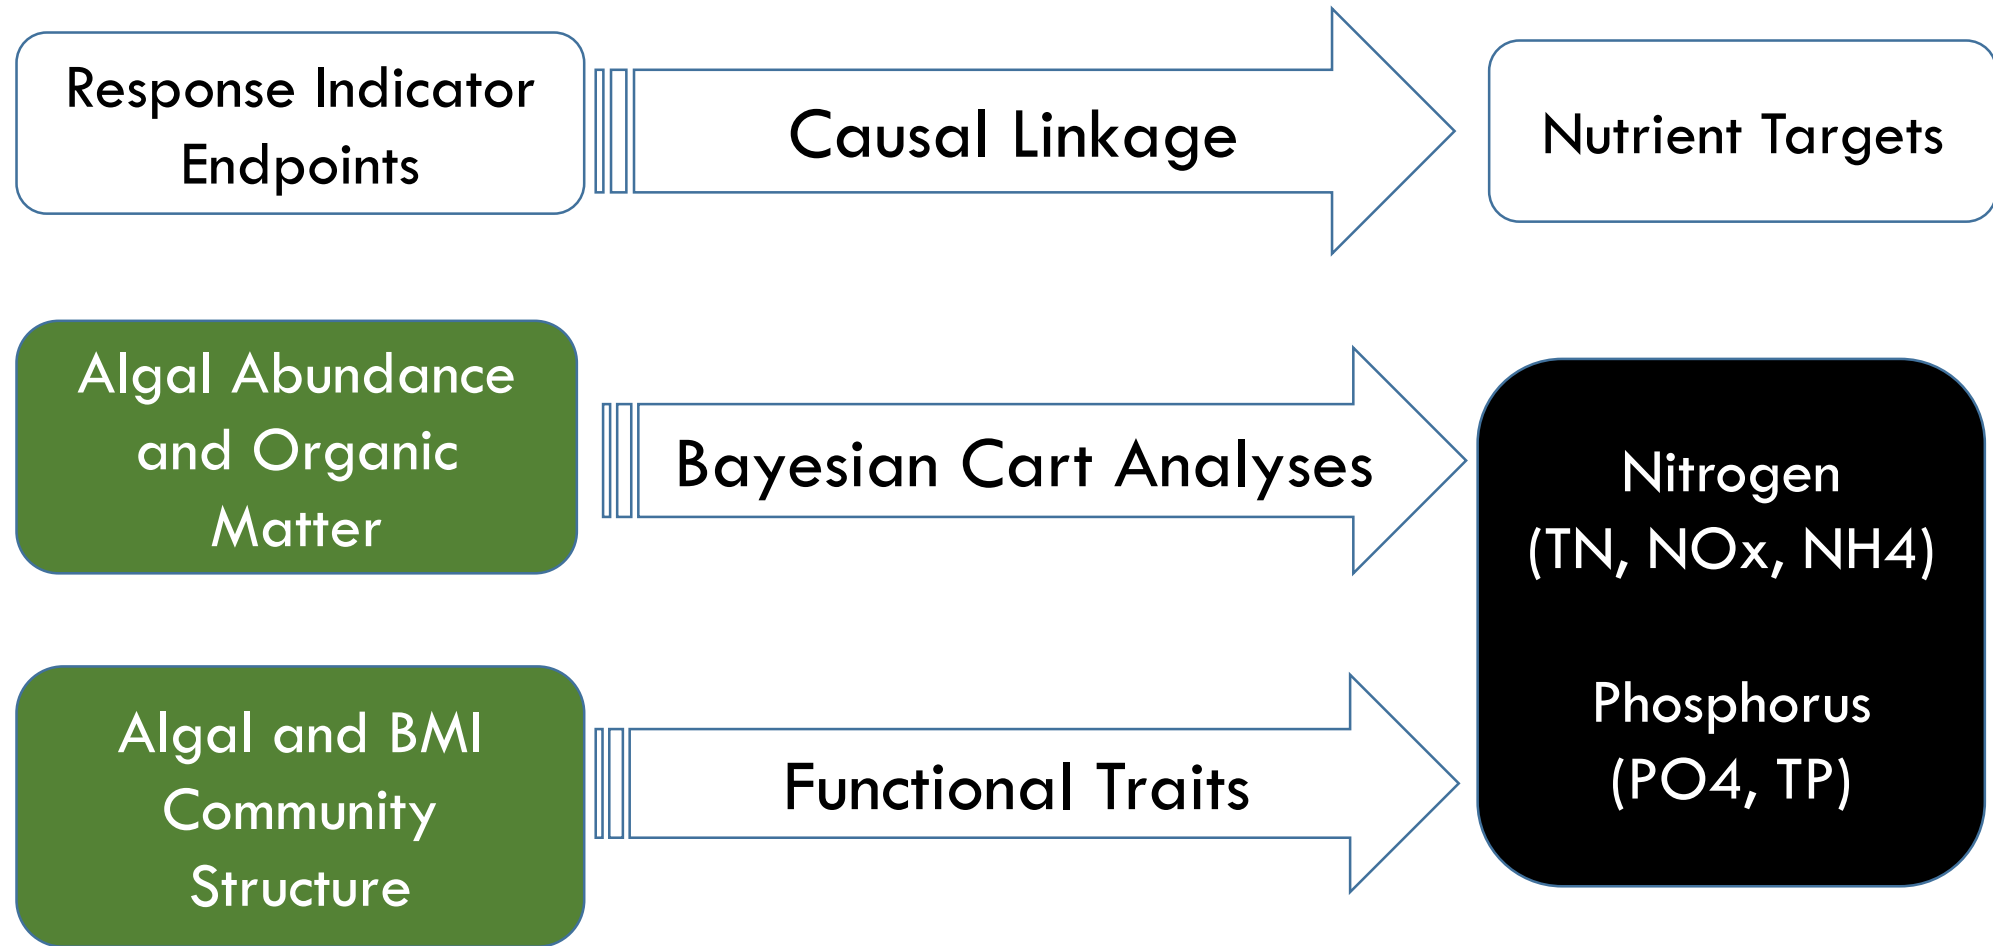 Response Indicator
Endpoints
Causal Linkage
Nutrient Targets
Algal Abundance
and Organic
Matter
Bayesian Cart Analyses
Nitrogen
(TN, NOx, NH4)
Phosphorus
(PO4, TP)
Algal and BMI
Community
Structure
Functional Traits